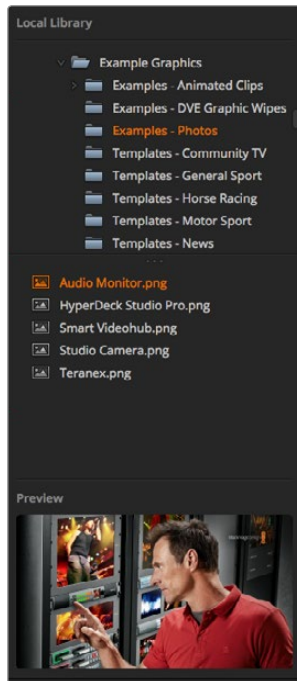 Local Library
Example Graphics
Examples - Animated Clips
Examples - DVE Graphic Wipes
Examples - Photos
Templates - Community TV
Templates - General Sport
Templates - Horse Racing
Templates - Motor Sport
Templates - News
Audio Monitor.png
HyperDeck Studio Pro.png
Smart Videohub.png
Studio Camera.png
Teranex.png
Preview
Blackmagicdesign